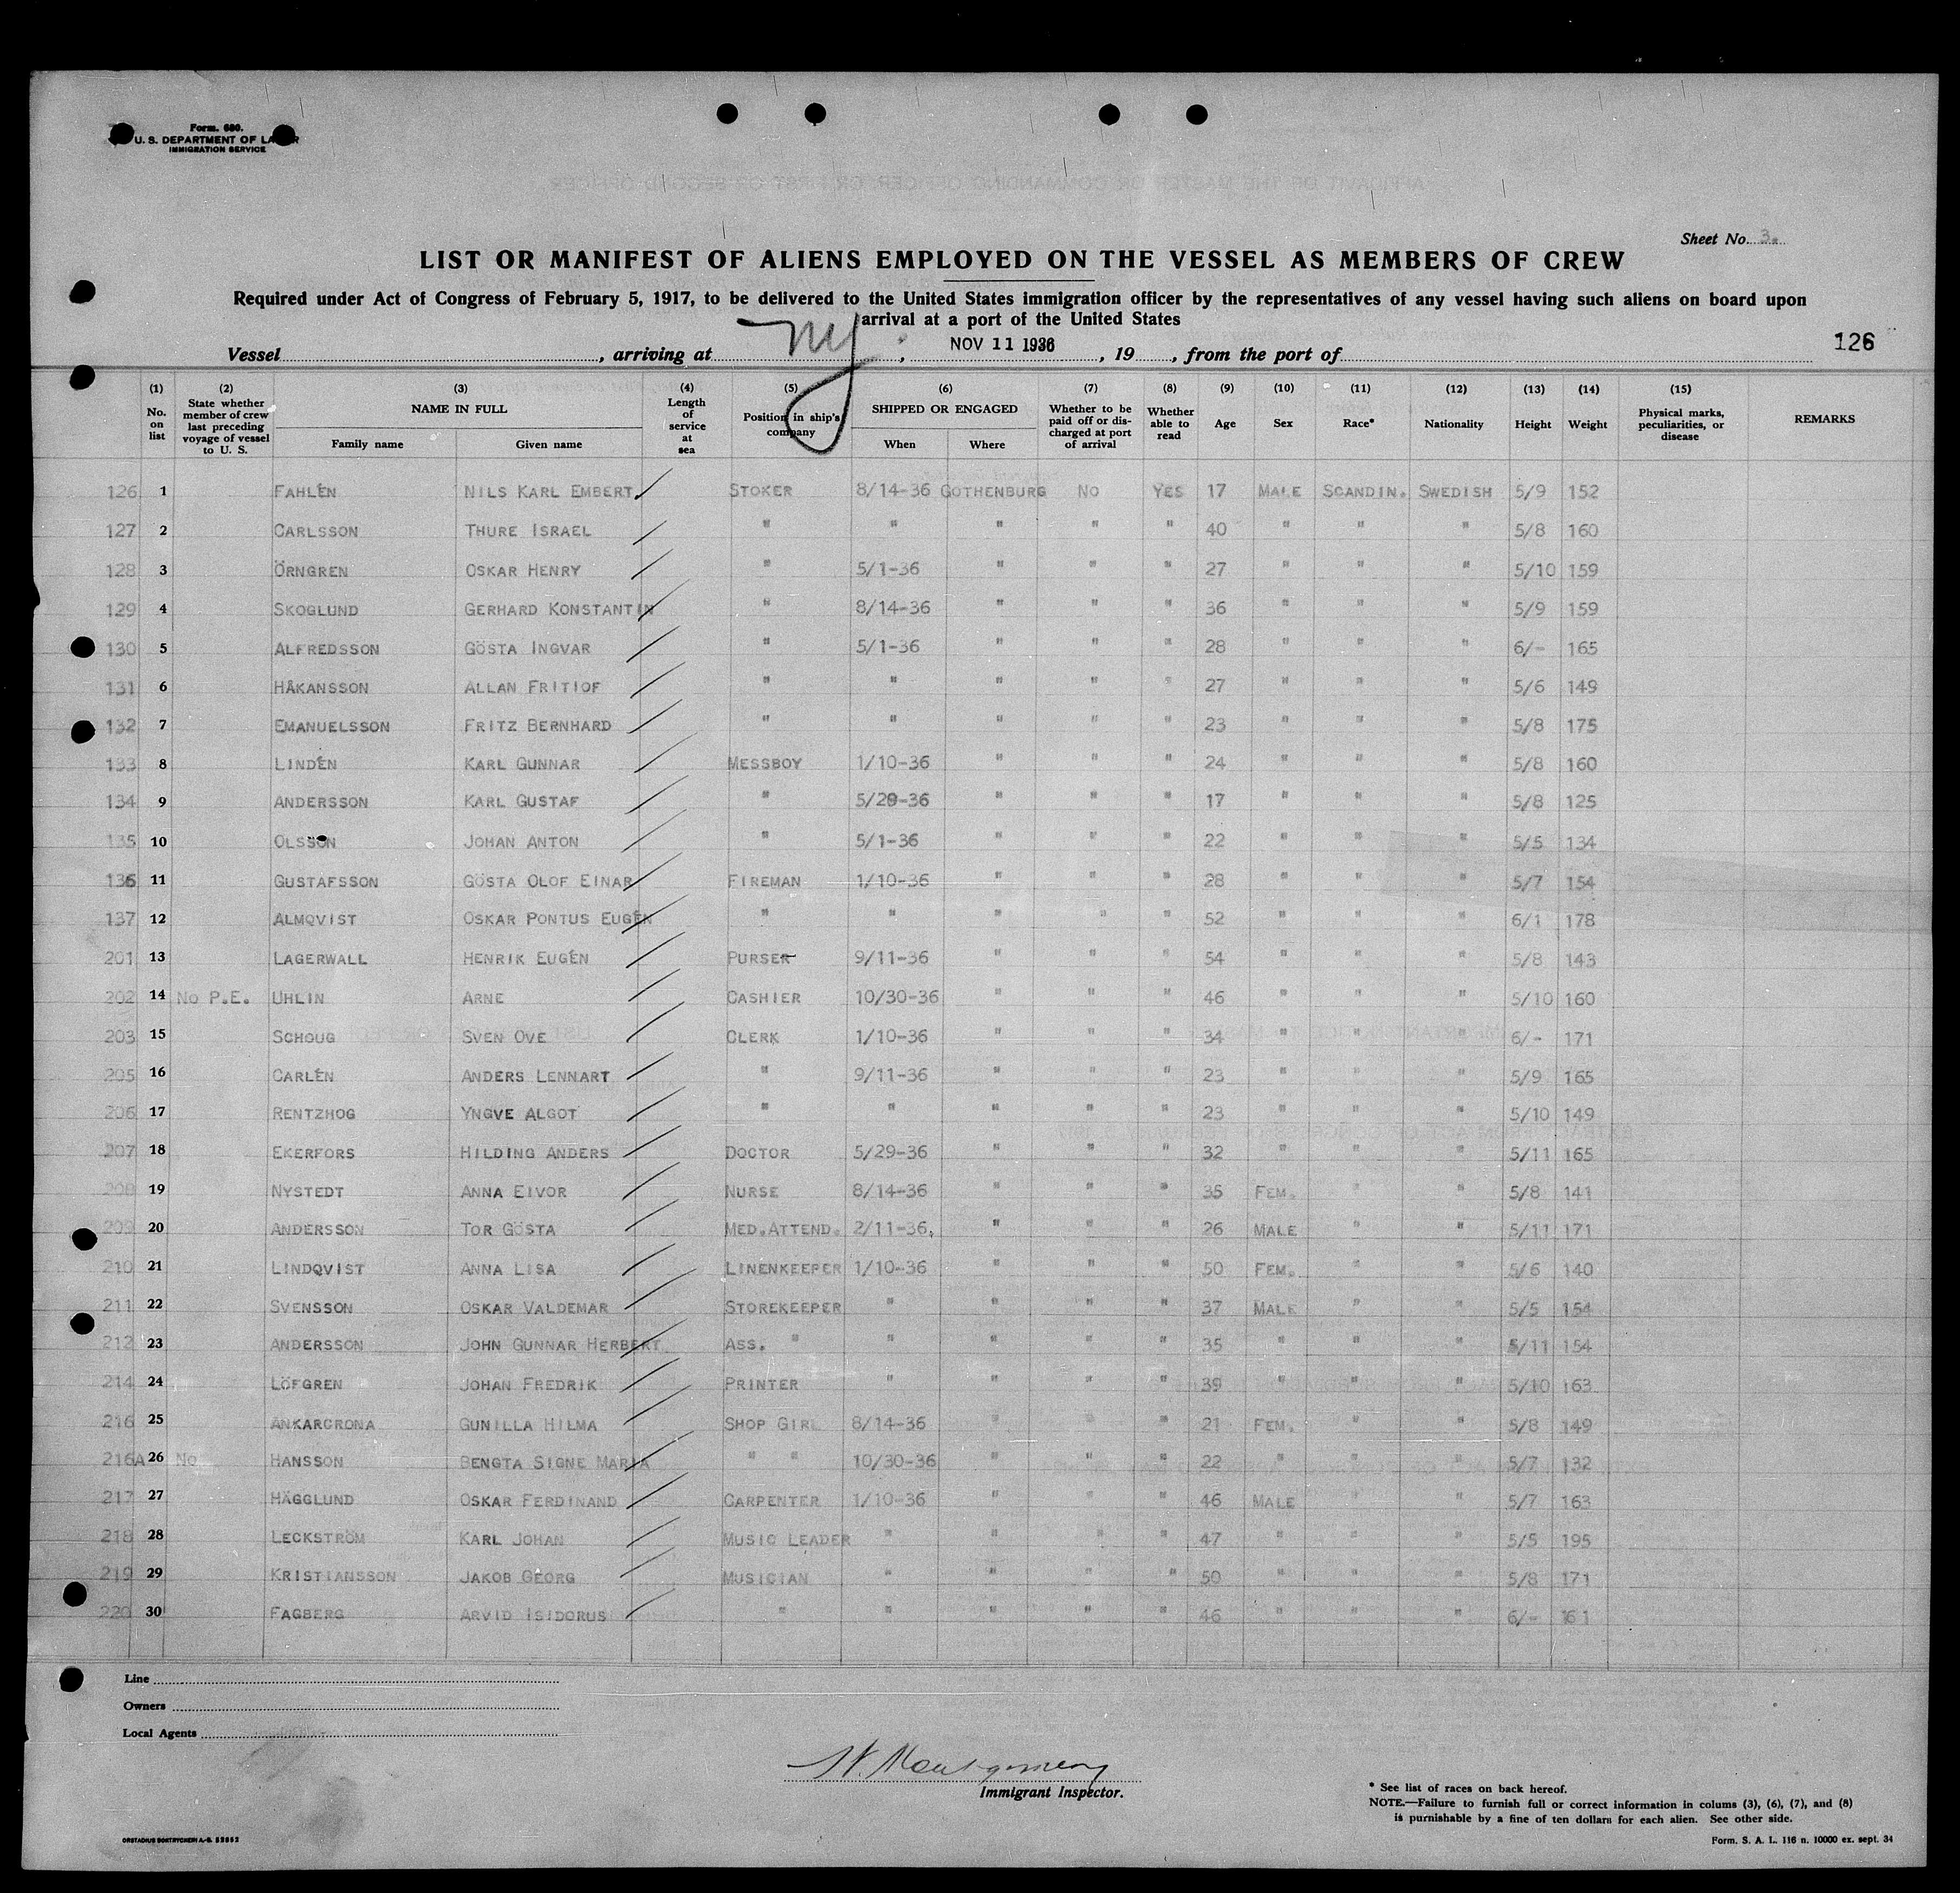 Form. 680.
U. S. DEPARTMENT OF LABOR
IMMIGRATION SERVICE
Sheet No. 3.
LIST OR MANIFEST OF ALIENS EMPLOYED ON THE VESSEL AS MEMBERS OF CREW
Required under Act of Congress of February 5, 1917, to be delivered to the United States immigration officer by the representatives of any vessel having such aliens on board upon
arrival at a port of the United States
Vessel , arriving at NY , NOV 11 1936 , 19 , from the port of 126
(1) No. on list (2) State whether member of crew last preceding voyage of vessel to U. S. (3) NAME IN FULL Family name Given name (4) Length of service at sea (5) Position in ship's company (6) SHIPPED OR ENGAGED When Where (7) Whether to be paid off or discharged at port of arrival (8) Whether able to read (9) Age (10) Sex (11) Race* (12) Nationality (13) Height (14) Weight (15) Physical marks, peculiarities, or disease REMARKS
126 1 FAHLÉN NILS KARL EMBERT STOKER 8/14-36 GOTHENBURG NO YES 17 MALE SCANDIN. SWEDISH 5/9 152
127 2 CARLSSON THURE ISRAEL " " " " " 40 " " " 5/8 160
128 3 ÖRNGREN OSKAR HENRY " 5/1-36 " " " 27 " " " 5/10 159
129 4 SKOGLUND GERHARD KONSTANTIN " 8/14-36 " " " 36 " " " 5/9 159
130 5 ALFREDSSON GÖSTA INGVAR " 5/1-36 " " " 28 " " " 6/- 165
131 6 HÅKANSSON ALLAN FRITIOF " " " " " 27 " " " 5/6 149
132 7 EMANUELSSON FRITZ BERNHARD " " " " " 23 " " " 5/8 175
133 8 LINDÉN KARL GUNNAR MESSBOY 1/10-36 " " " 24 " " " 5/8 160
134 9 ANDERSSON KARL GUSTAF " 5/29-36 " " " 17 " " " 5/8 125
135 10 OLSSON JOHAN ANTON " 5/1-36 " " " 22 " " " 5/5 134
136 11 GUSTAFSSON GÖSTA OLOF EINAR FIREMAN 1/10-36 " " " 28 " " " 5/7 154
137 12 ALMQVIST OSKAR PONTUS EUGÉN " " " " " 52 " " " 6/1 178
201 13 LAGERWALL HENRIK EUGÉN PURSER 9/11-36 " " " 54 " " " 5/8 143
202 14 NO P.E. UHLIN ARNE CASHIER 10/30-36 " " " 46 " " " 5/10 160
203 15 SCHOUG SVEN OVE CLERK 1/10-36 " " " 34 " " " 6/- 171
205 16 CARLÉN ANDERS LENNART " 9/11-36 " " " 23 " " " 5/9 165
206 17 RENTZHOG YNGVE ALGOT " " " " " 23 " " " 5/10 149
207 18 EKERFORS HILDING ANDERS DOCTOR 5/29-36 " " " 32 " " " 5/11 165
208 19 NYSTEDT ANNA EIVOR NURSE 8/14-36 " " " 35 FEM. " " 5/8 141
209 20 ANDERSSON TOR GÖSTA MED.ATTEND. 2/11-36. " " " 26 MALE " " 5/11 171
210 21 LINDQVIST ANNA LISA LINENKEEPER 1/10-36 " " " 50 FEM. " " 5/6 140
211 22 SVENSSON OSKAR VALDEMAR STOREKEEPER " " " " 37 MALE " " 5/5 154
212 23 ANDERSSON JOHN GUNNAR HERBERT ASS. " " " " " 35 " " " 5/11 154
214 24 LÖFGREN JOHAN FREDRIK PRINTER " " " " 39 " " " 5/10 163
216 25 ANKARCRONA GUNILLA HILMA SHOP GIRL 8/14-36 " " " 21 FEM. " " 5/8 149
216A 26 NO HANSSON BENGTA SIGNE MARIA " " 10/30-36 " " " 22 " " " 5/7 132
217 27 HÄGGLUND OSKAR FERDINAND CARPENTER 1/10-36 " " " 46 MALE " " 5/7 163
218 28 LECKSTRÖM KARL JOHAN MUSIC LEADER " " " " 47 " " " 5/5 195
219 29 KRISTIANSSON JAKOB GEORG MUSICIAN " " " " 50 " " " 5/8 171
220 30 FAGBERG ARVID ISIDORUS " " " " " 46 " " " 6/- 161
Line
Owners
Local Agents
Montgomery
Immigrant Inspector.
* See list of races on back hereof.
NOTE.—Failure to furnish full or correct information in colums (3), (6), (7), and (8)
is punishable by a fine of ten dollars for each alien. See other side.
Form. S. A. L. 116 n. 10000 ex. sept. 34